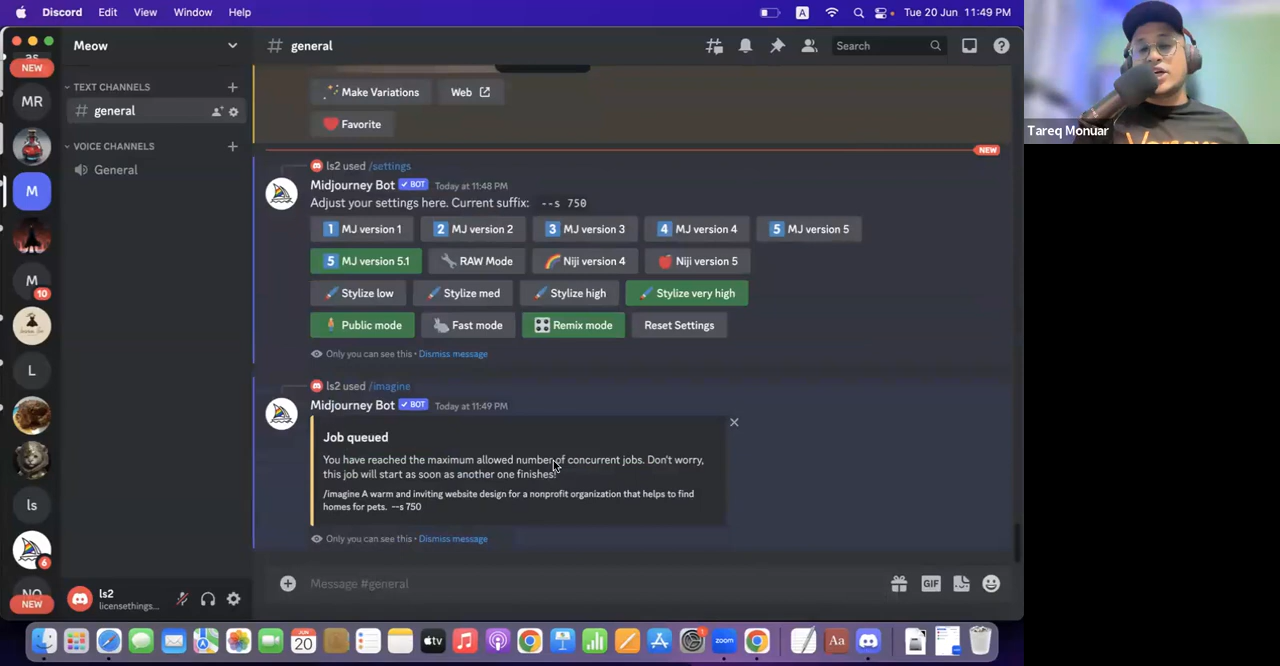 Discord Edit View Window Help
A
Tue 20 Jun 11:49 PM
Meow
# general
Search
NEW
MR
M
M
10
L
ls
6
NEW
TEXT CHANNELS
# general
VOICE CHANNELS
General
Make Variations
Web
Favorite
NEW
ls2 used /settings
Midjourney Bot ✓ BOT Today at 11:48 PM
Adjust your settings here. Current suffix: --s 750
1 MJ version 1 2 MJ version 2 3 MJ version 3 4 MJ version 4 5 MJ version 5
5 MJ version 5.1 RAW Mode Niji version 4 Niji version 5
Stylize low Stylize med Stylize high Stylize very high
Public mode Fast mode Remix mode Reset Settings
Only you can see this • Dismiss message
ls2 used /imagine
Midjourney Bot ✓ BOT Today at 11:49 PM
Job queued
You have reached the maximum allowed number of concurrent jobs. Don't worry,
this job will start as soon as another one finishes!
/imagine A warm and inviting website design for a nonprofit organization that helps to find
homes for pets. --s 750
Only you can see this • Dismiss message
Message #general
GIF
ls2
licensethings...
JUN
20
tv
zoom
Aa
Tareq Monuar